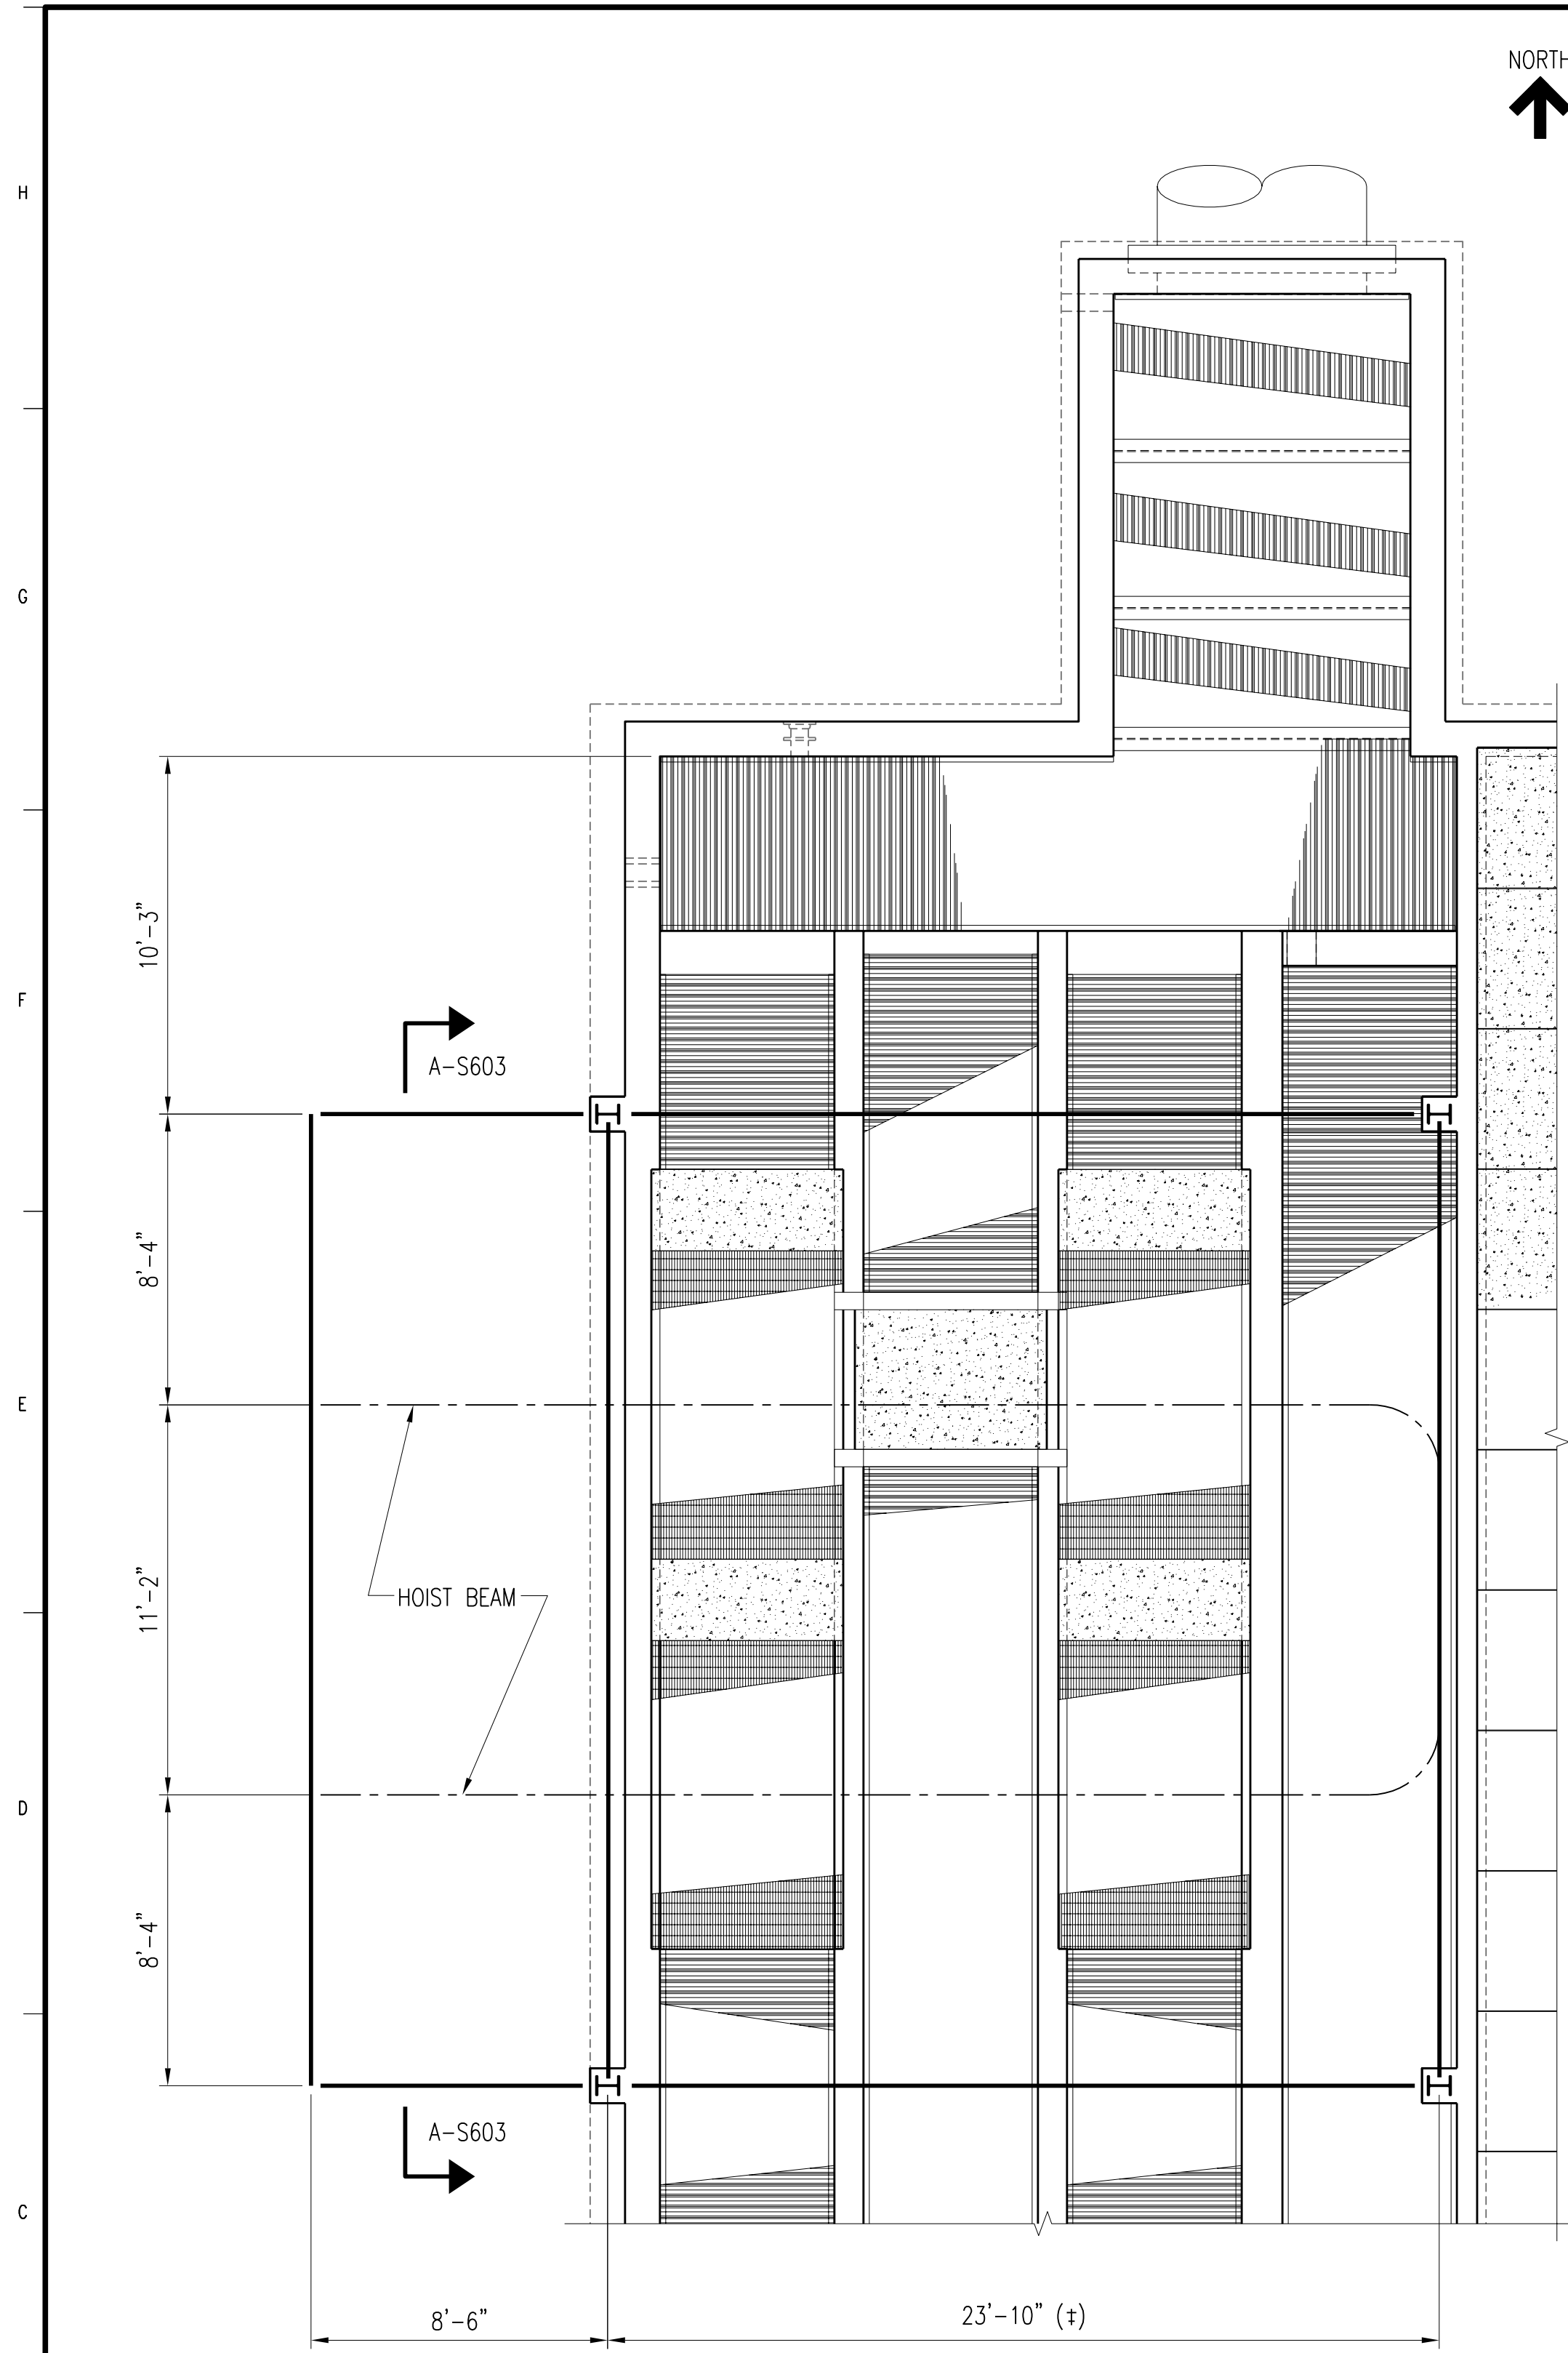 NORTH
H
G
F
E
D
C
10'-3"
A-S603
8'-4"
11'-2"
HOIST BEAM
8'-4"
A-S603
8'-6"
23'-10" (‡)